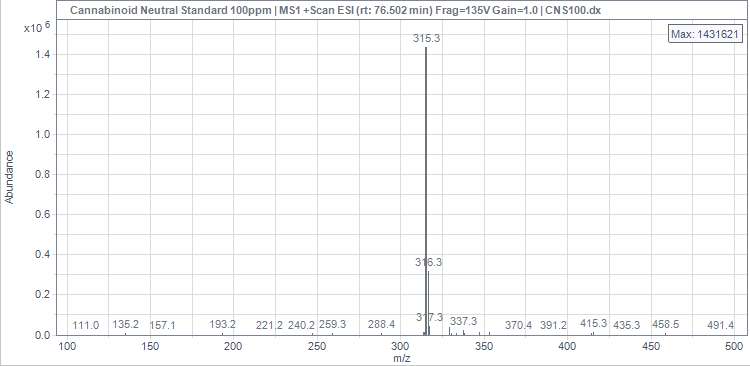 Cannabinoid Neutral Standard 100ppm | MS1 +Scan ESI (rt: 76.502 min) Frag=135V Gain=1.0 | CNS100.dx
x10 6
Max: 1431621
315.3
1.4
1.2
1.0
0.8
0.6
0.4
316.3
0.2
317.3
111.0 135.2 157.1 193.2 221.2 240.2 259.3 288.4 337.3 370.4 391.2 415.3 435.3 458.5 491.4
0.0
100 150 200 250 300 350 400 450 500
m/z
Abundance